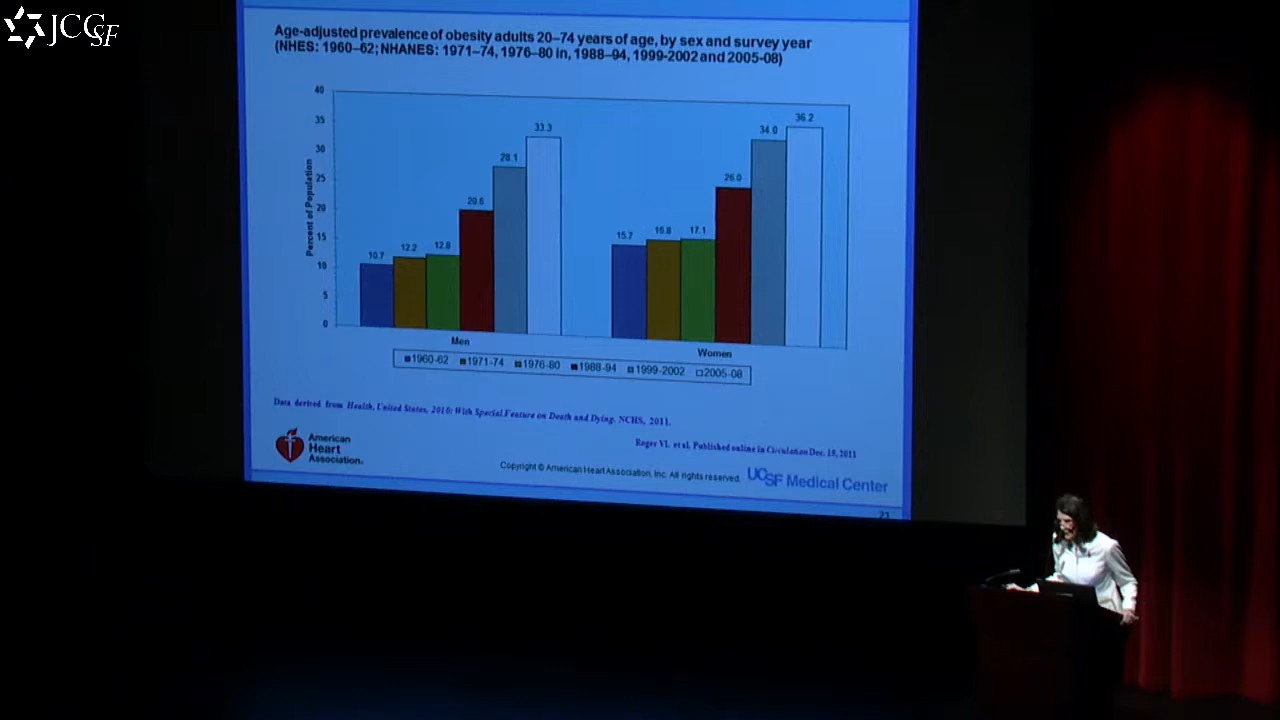 JCCSF
Age-adjusted prevalence of obesity adults 20–74 years of age, by sex and survey year
(NHES: 1960–62; NHANES: 1971–74, 1976–80 in, 1988–94, 1999-2002 and 2005-08)
40
35
30
25
20
15
10
5
0
Percent of Population
10.7
12.2
12.8
20.6
28.1
33.3
15.7
16.8
17.1
26.0
34.0
36.2
Men
Women
1960-62 1971-74 1976-80 1988-94 1999-2002 2005-08
Data derived from Health, United States, 2010: With Special Feature on Death and Dying. NCHS, 2011.
Roger VL et al. Published online in Circulation Dec. 15, 2011
American
Heart
Association.
Copyright © American Heart Association, Inc. All rights reserved.
UCSF Medical Center
23